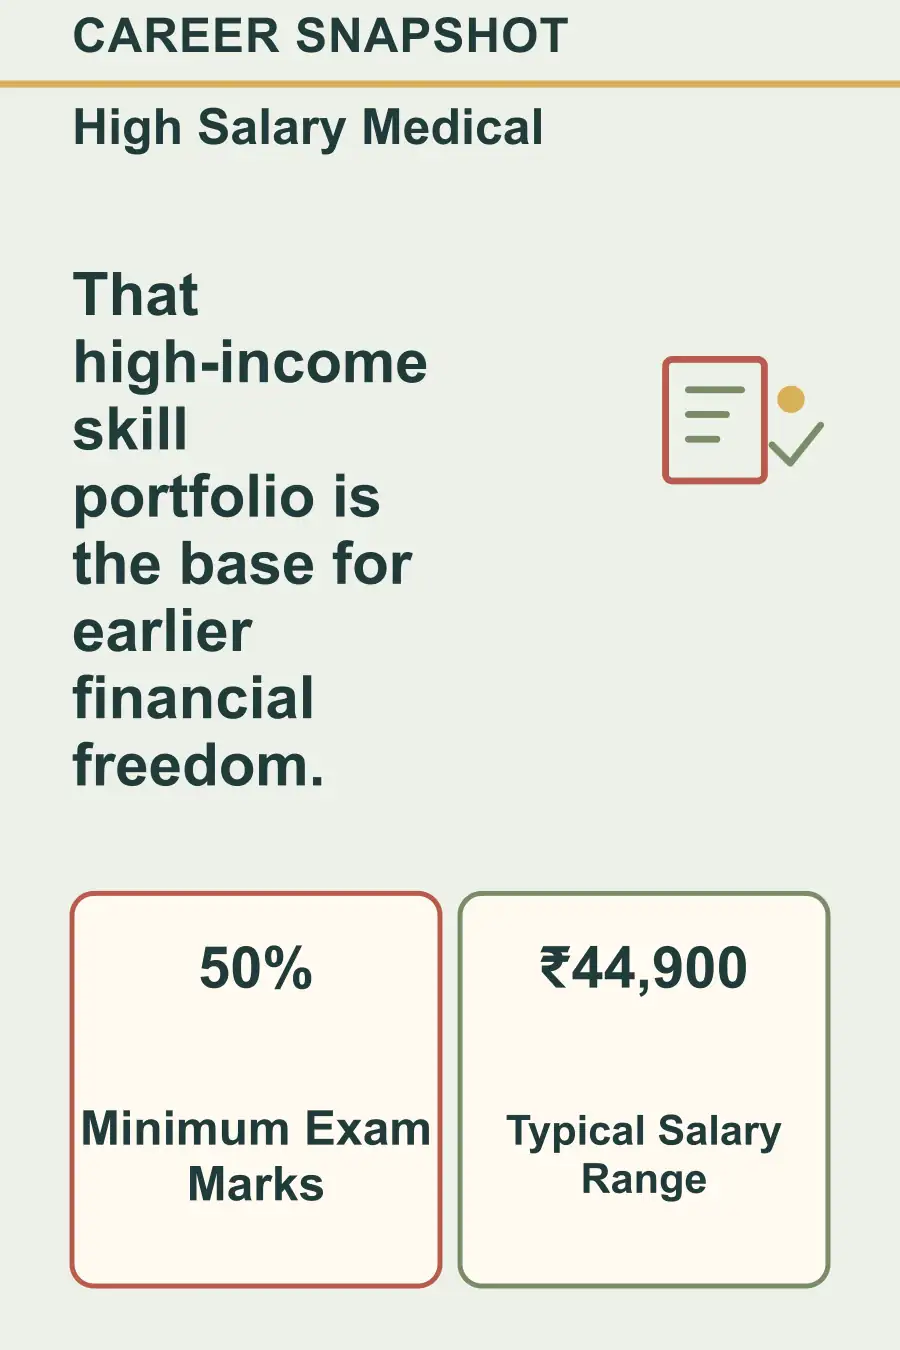 CAREER SNAPSHOT
High Salary Medical
That
high-income
skill
portfolio is
the base for
earlier
financial
freedom.
50%
Minimum Exam
Marks
₹44,900
Typical Salary
Range